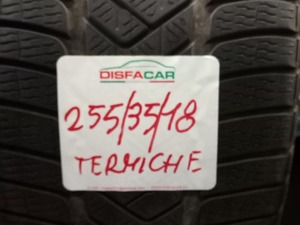 DISFACAR
255/35/18
TERMICHE